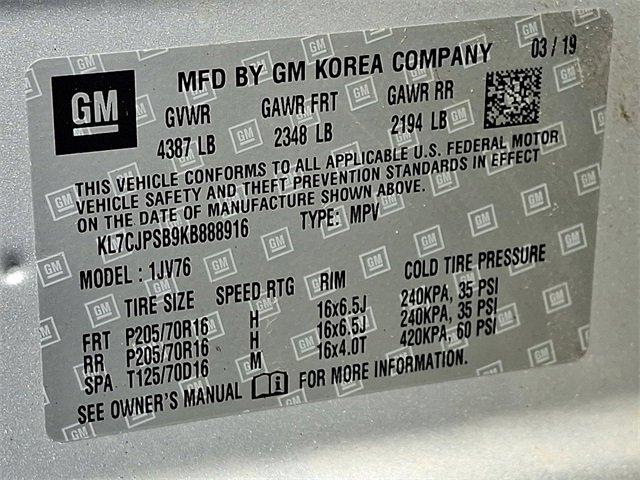 GM
MFD BY GM KOREA COMPANY 03 / 19
GVWR GAWR FRT GAWR RR
4387 LB 2348 LB 2194 LB
THIS VEHICLE CONFORMS TO ALL APPLICABLE U.S. FEDERAL MOTOR
VEHICLE SAFETY AND THEFT PREVENTION STANDARDS IN EFFECT
ON THE DATE OF MANUFACTURE SHOWN ABOVE.
KL7CJPSB9KB888916 TYPE: MPV
MODEL : 1JV76
TIRE SIZE SPEED RTG RIM COLD TIRE PRESSURE
FRT P205/70R16 H 16x6.5J 240KPA, 35 PSI
RR P205/70R16 H 16x6.5J 240KPA, 35 PSI
SPA T125/70D16 M 16x4.0T 420KPA, 60 PSI
SEE OWNER'S MANUAL FOR MORE INFORMATION.